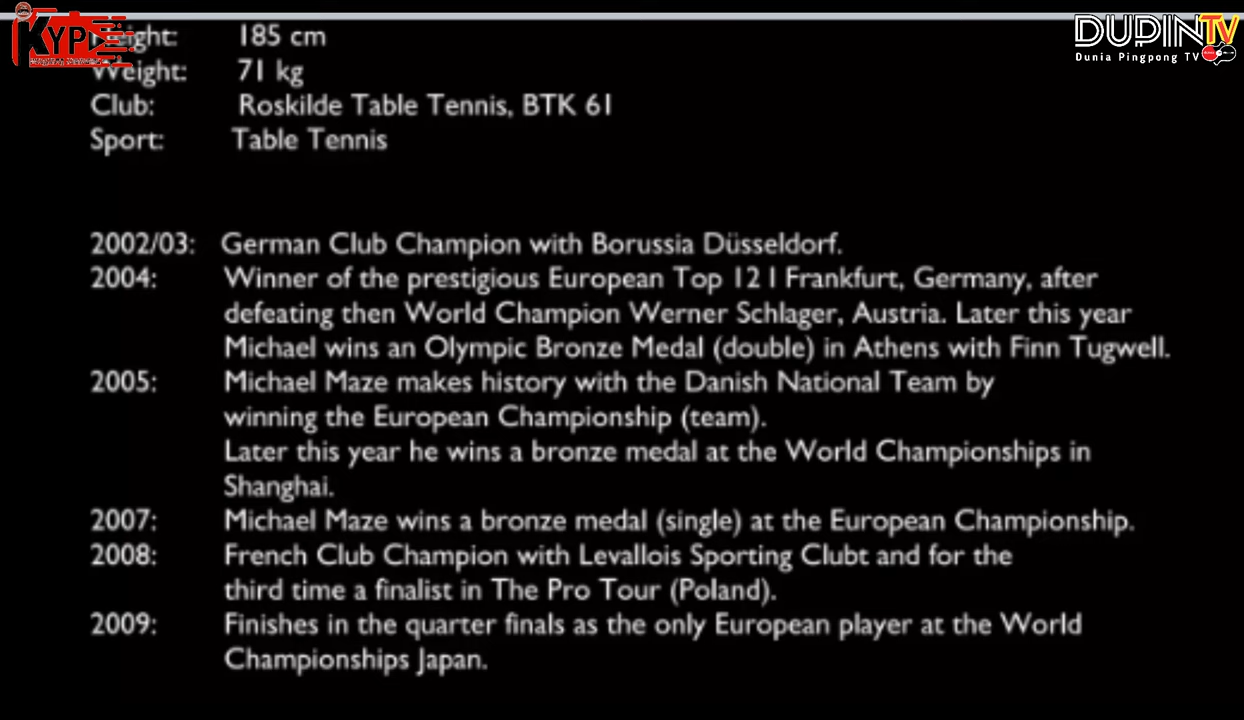 KYP
DUPIN TV
Dunia Pingpong TV
Height: 185 cm
Weight: 71 kg
Club: Roskilde Table Tennis, BTK 61
Sport: Table Tennis
2002/03: German Club Champion with Borussia Düsseldorf.
2004: Winner of the prestigious European Top 12 I Frankfurt, Germany, after
defeating then World Champion Werner Schlager, Austria. Later this year
Michael wins an Olympic Bronze Medal (double) in Athens with Finn Tugwell.
2005: Michael Maze makes history with the Danish National Team by
winning the European Championship (team).
Later this year he wins a bronze medal at the World Championships in
Shanghai.
2007: Michael Maze wins a bronze medal (single) at the European Championship.
2008: French Club Champion with Levallois Sporting Clubt and for the
third time a finalist in The Pro Tour (Poland).
2009: Finishes in the quarter finals as the only European player at the World
Championships Japan.